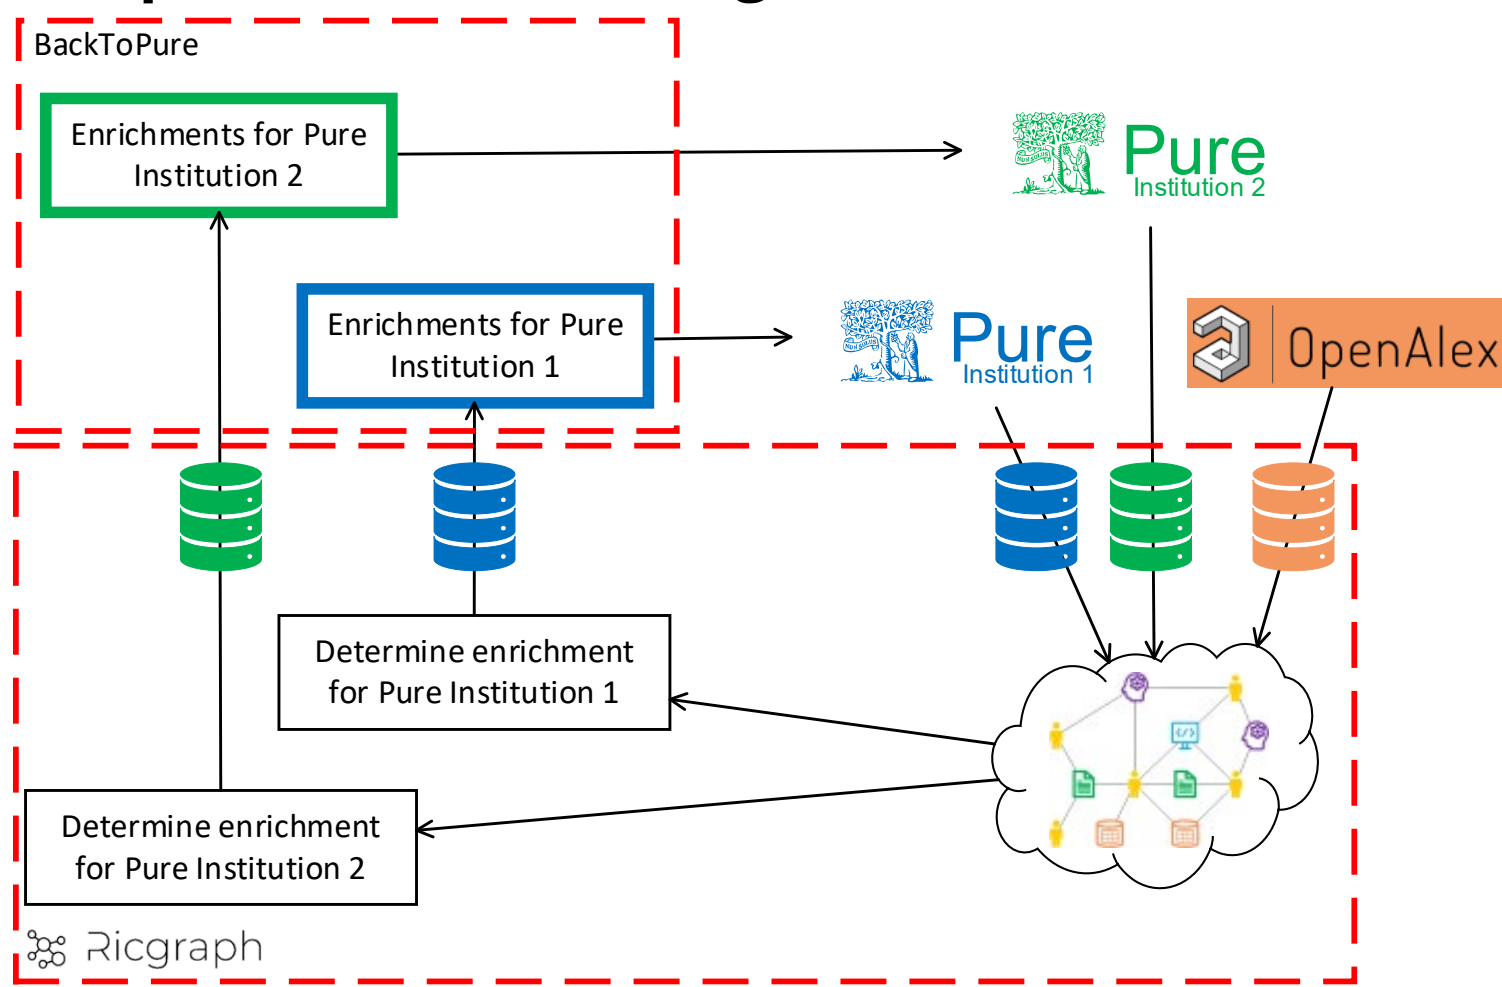 BackToPure
Enrichments for Pure
Institution 2
Pure
Institution 2
Enrichments for Pure
Institution 1
Pure
Institution 1
OpenAlex
Determine enrichment
for Pure Institution 1
Determine enrichment
for Pure Institution 2
Ricgraph